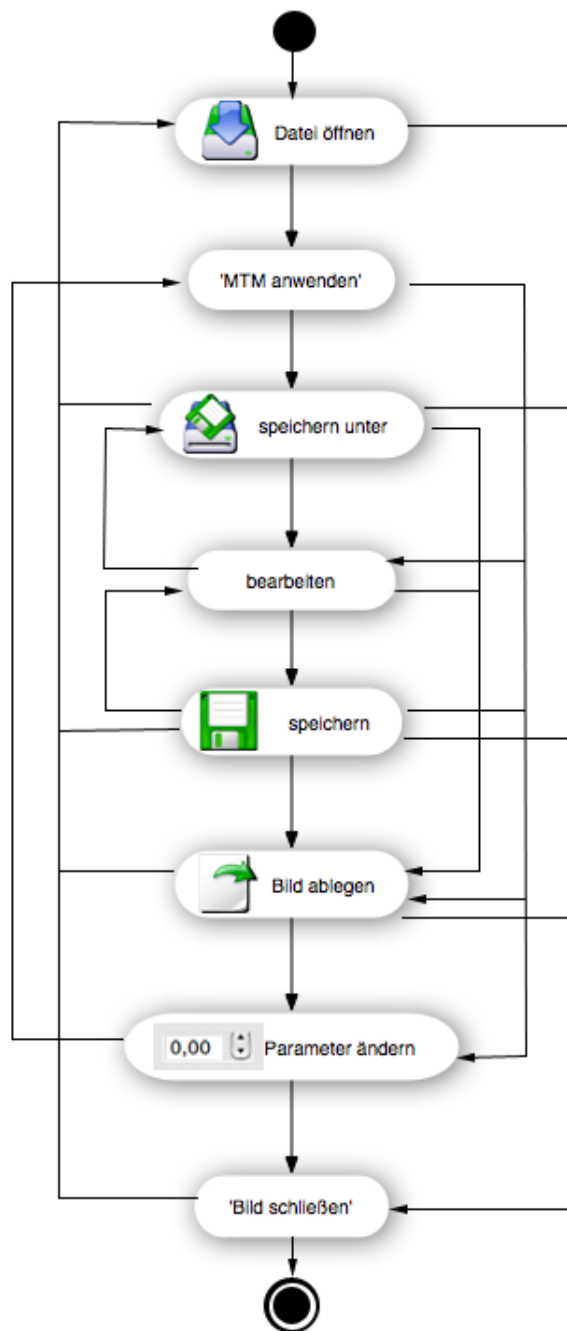 Datei öffnen
'MTM anwenden'
speichern unter
bearbeiten
speichern
Bild ablegen
0,00 Parameter ändern
'Bild schließen'